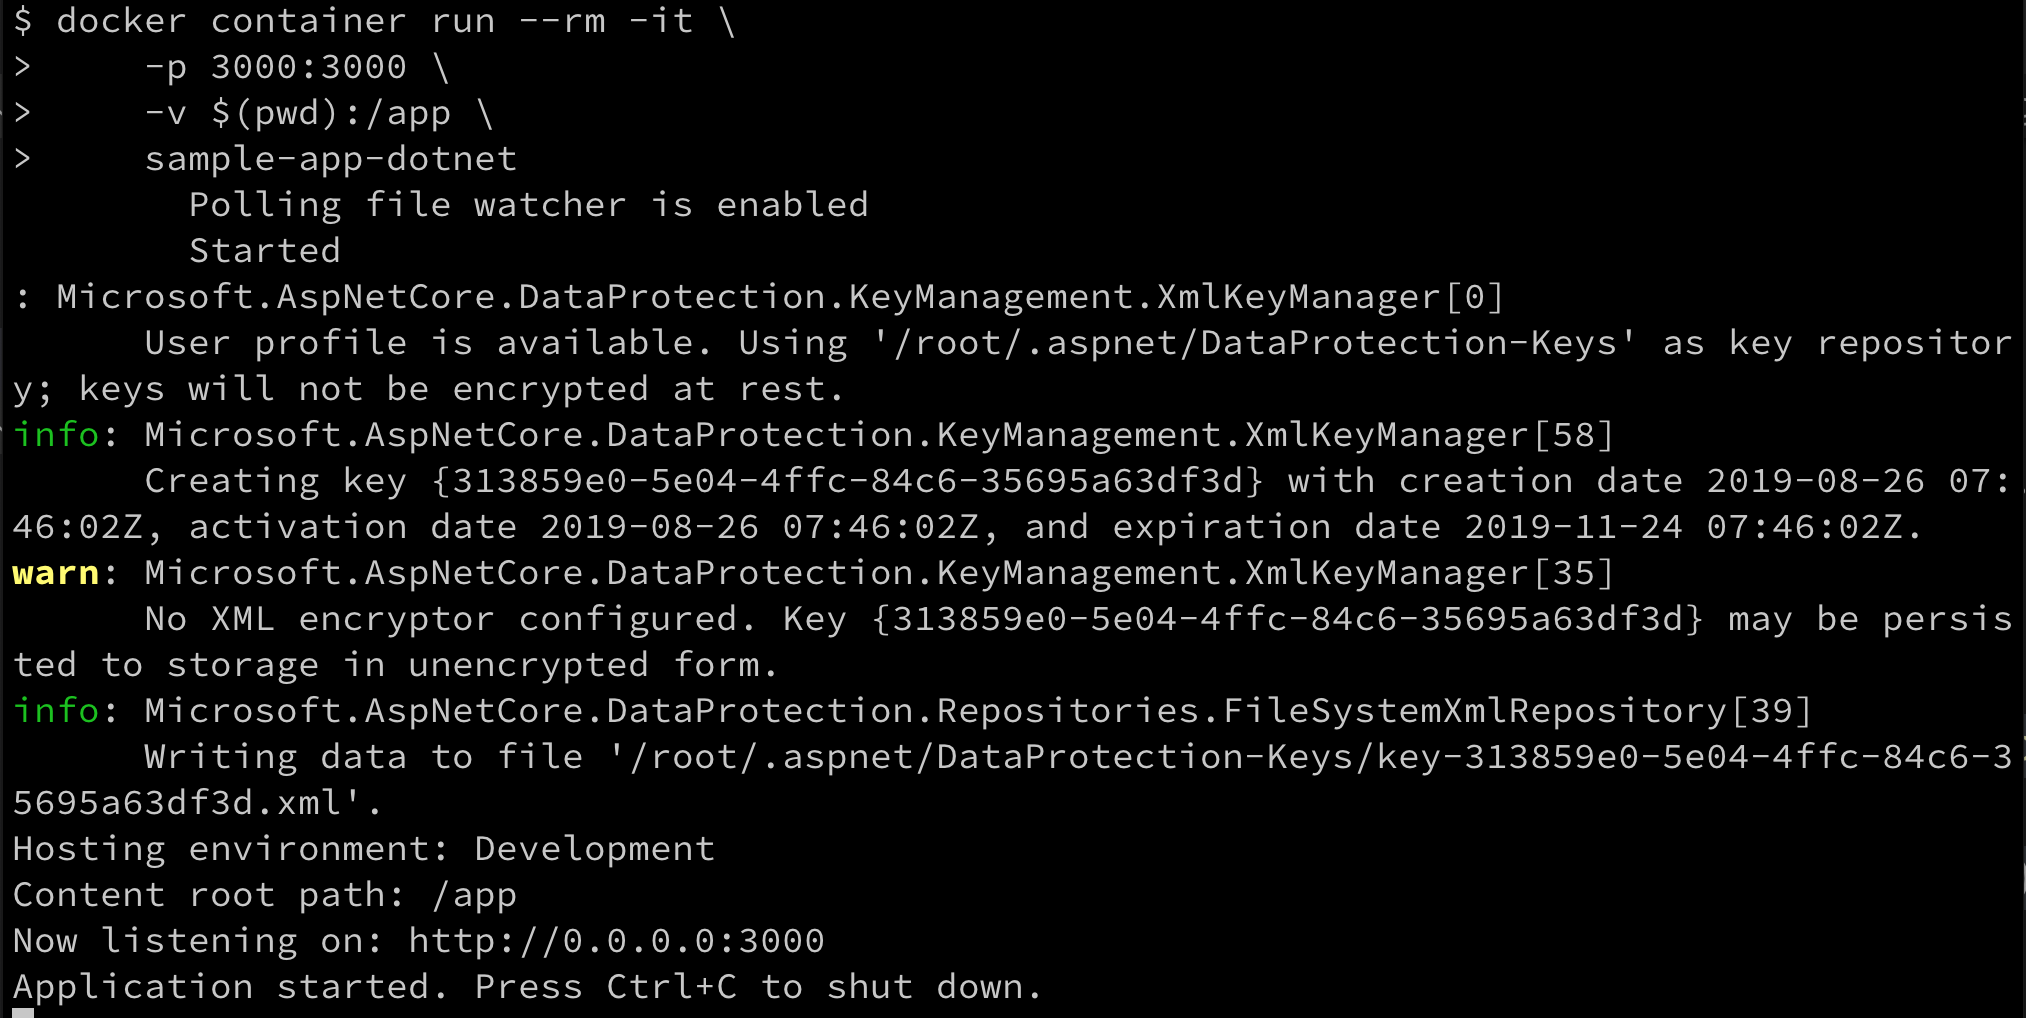 $ docker container run --rm -it \
>     -p 3000:3000 \
>     -v $(pwd):/app \
>     sample-app-dotnet
        Polling file watcher is enabled
        Started
: Microsoft.AspNetCore.DataProtection.KeyManagement.XmlKeyManager[0]
      User profile is available. Using '/root/.aspnet/DataProtection-Keys' as key repositor
y; keys will not be encrypted at rest.
info: Microsoft.AspNetCore.DataProtection.KeyManagement.XmlKeyManager[58]
      Creating key {313859e0-5e04-4ffc-84c6-35695a63df3d} with creation date 2019-08-26 07:
46:02Z, activation date 2019-08-26 07:46:02Z, and expiration date 2019-11-24 07:46:02Z.
warn: Microsoft.AspNetCore.DataProtection.KeyManagement.XmlKeyManager[35]
      No XML encryptor configured. Key {313859e0-5e04-4ffc-84c6-35695a63df3d} may be persis
ted to storage in unencrypted form.
info: Microsoft.AspNetCore.DataProtection.Repositories.FileSystemXmlRepository[39]
      Writing data to file '/root/.aspnet/DataProtection-Keys/key-313859e0-5e04-4ffc-84c6-3
5695a63df3d.xml'.
Hosting environment: Development
Content root path: /app
Now listening on: http://0.0.0.0:3000
Application started. Press Ctrl+C to shut down.